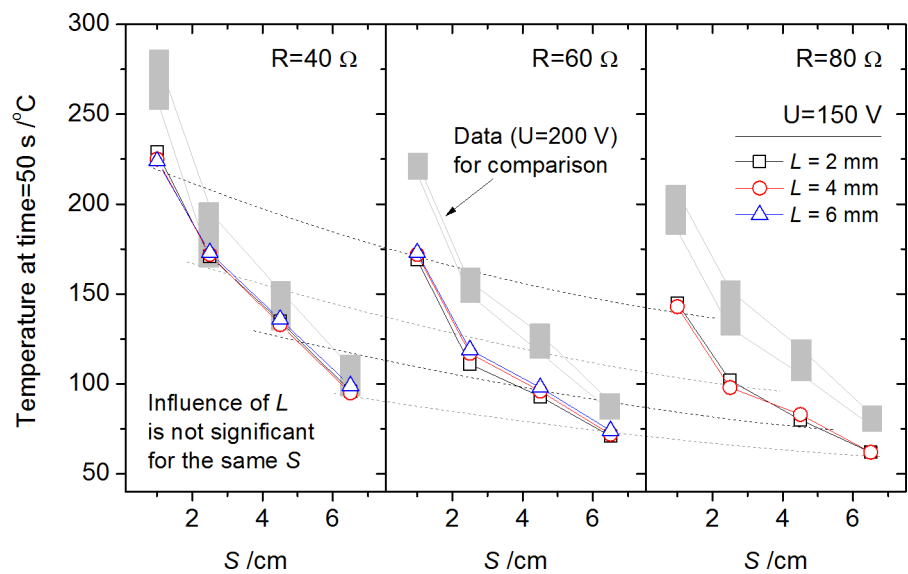 Temperature at time=50 s /°C
300
250
200
150
100
50
R=40 Ω
R=60 Ω
R=80 Ω
Data (U=200 V)
for comparison
U=150 V
L = 2 mm
L = 4 mm
L = 6 mm
Influence of L
is not significant
for the same S
2 4 6
2 4 6
2 4 6
S /cm
S /cm
S /cm